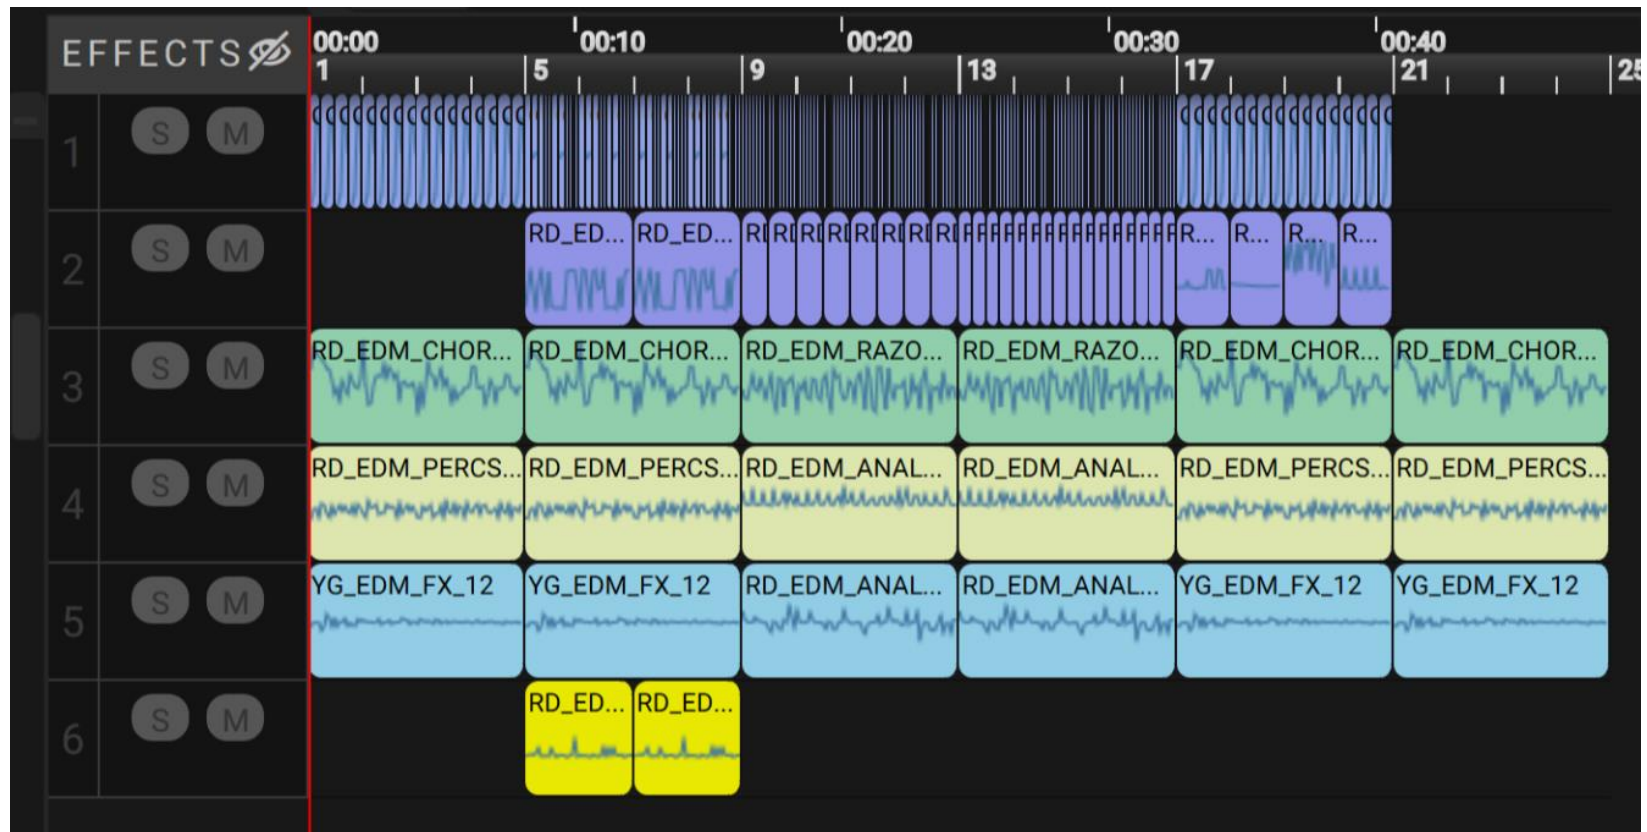 EFFECTS
00:00 00:10 00:20 00:30 00:40
1 5 9 13 17 21 25
1 S M
2 S M RD_ED... RD_ED... R... R... R... R...
3 S M RD_EDM_CHOR... RD_EDM_CHOR... RD_EDM_RAZO... RD_EDM_RAZO... RD_EDM_CHOR... RD_EDM_CHOR...
4 S M RD_EDM_PERCS... RD_EDM_PERCS... RD_EDM_ANAL... RD_EDM_ANAL... RD_EDM_PERCS... RD_EDM_PERCS...
5 S M YG_EDM_FX_12 YG_EDM_FX_12 RD_EDM_ANAL... RD_EDM_ANAL... YG_EDM_FX_12 YG_EDM_FX_12
6 S M RD_ED... RD_ED...